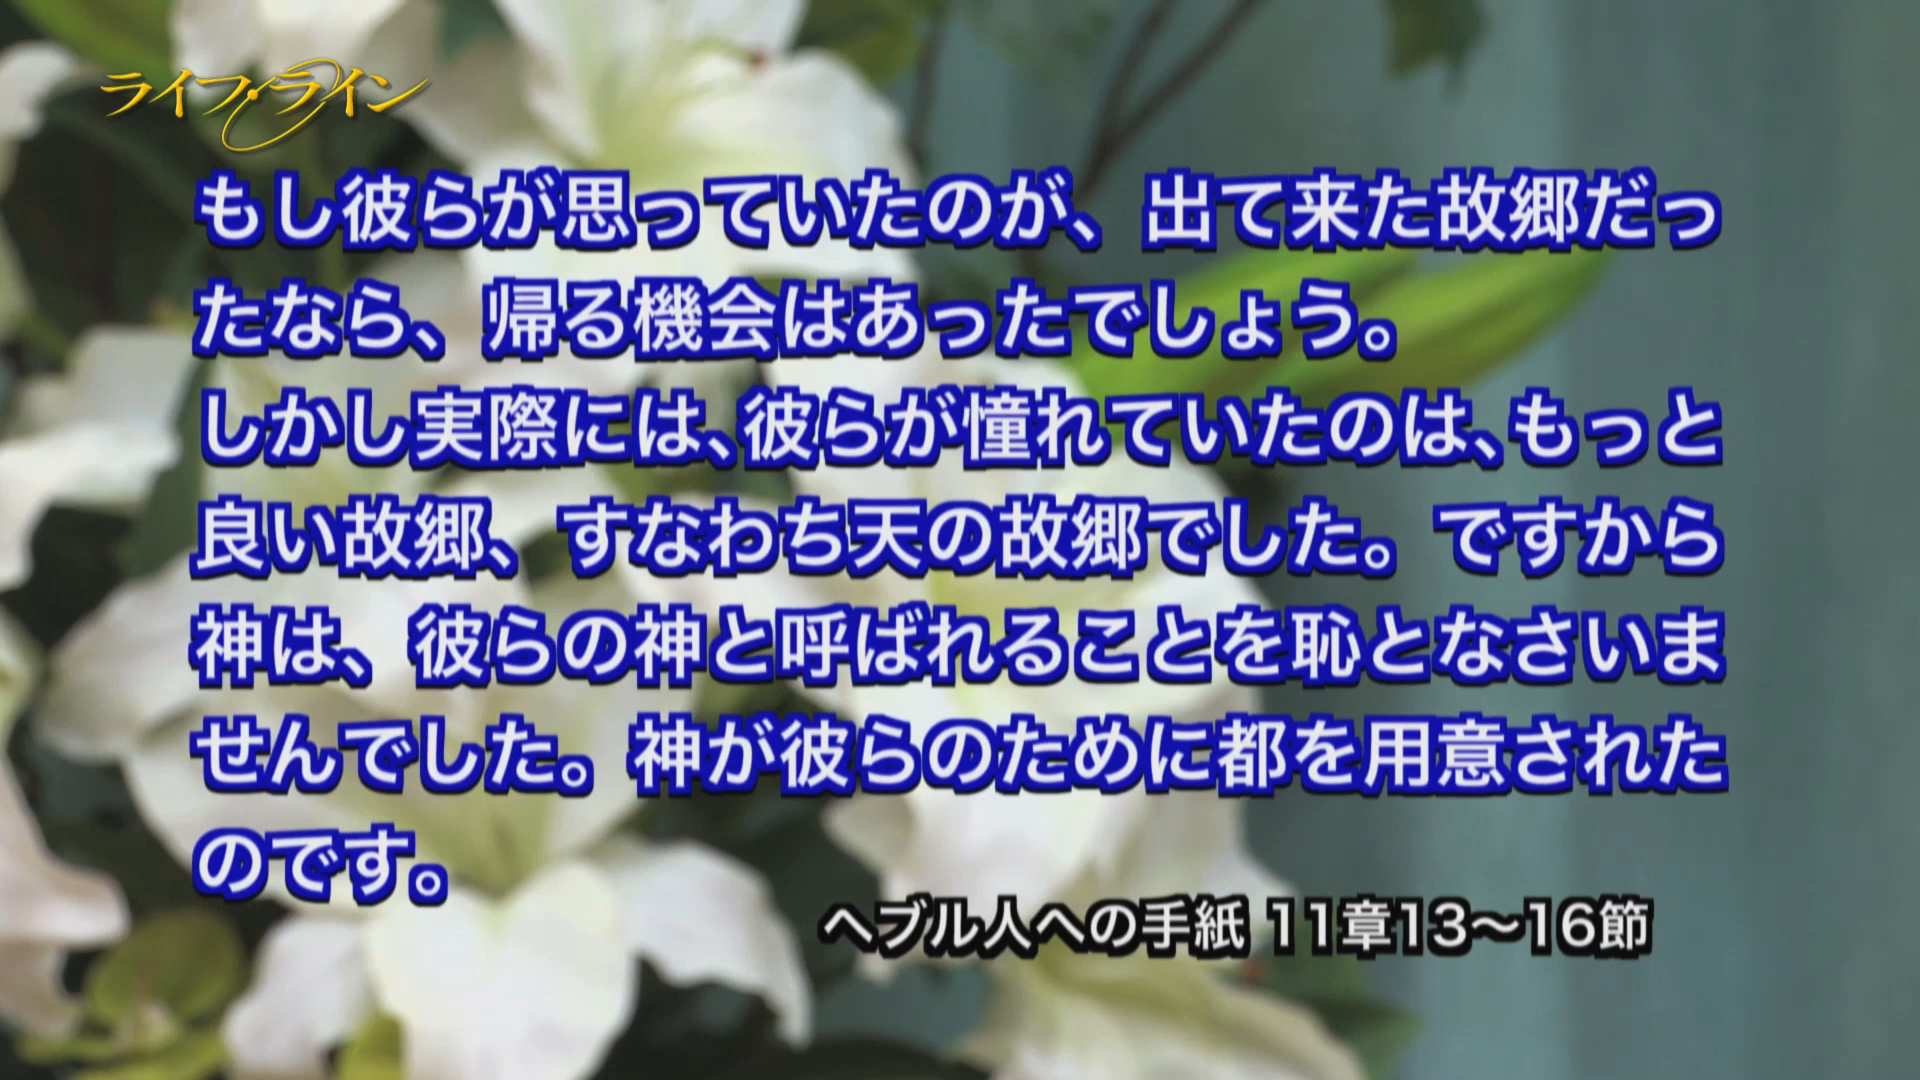 ライフ・ライン
もし彼らが思っていたのが、出て来た故郷だっ
たなら、帰る機会はあったでしょう。
しかし実際には、彼らが憧れていたのは、もっと
良い故郷、すなわち天の故郷でした。ですから
神は、彼らの神と呼ばれることを恥となさいま
せんでした。神が彼らのために都を用意された
のです。
ヘブル人への手紙 11章13〜16節